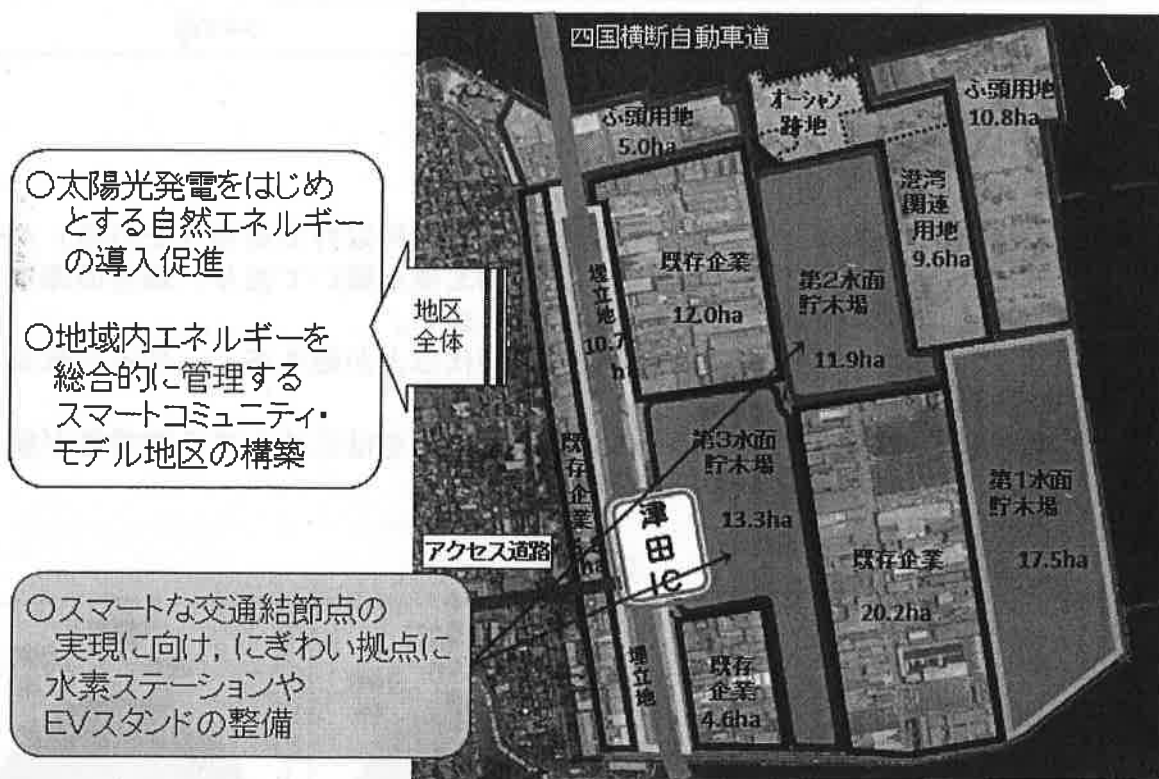 四国横断自動車道
ふ頭用地
5.0ha
オーシャン
跡地
ふ頭用地
10.8ha
港湾
関連
用地
9.6ha
○太陽光発電をはじめ
とする自然エネルギー
の導入促進
○地域内エネルギーを
総合的に管理する
スマートコミュニティ・
モデル地区の構築
地区
全体
埋立地
10.7
h
既存企業
12.0ha
第2水面
貯木場
11.9ha
既存企業
ha
第3水面
貯木場
13.3ha
第1水面
貯木場
17.5ha
津田IC
アクセス道路
既存企業
20.2ha
○スマートな交通結節点の
実現に向け，にぎわい拠点に
水素ステーションや
EVスタンドの整備
埋立地
既存
企業
4.6ha